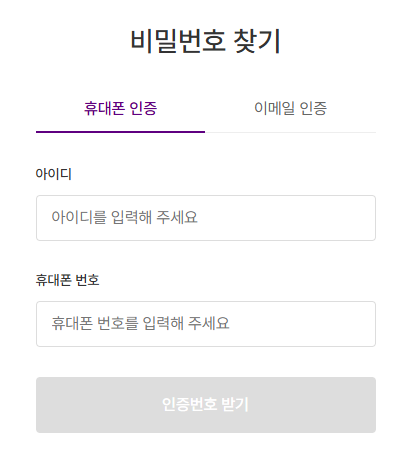 비밀번호 찾기
휴대폰 인증
이메일 인증
아이디
아이디를 입력해 주세요
휴대폰 번호
휴대폰 번호를 입력해 주세요
인증번호 받기